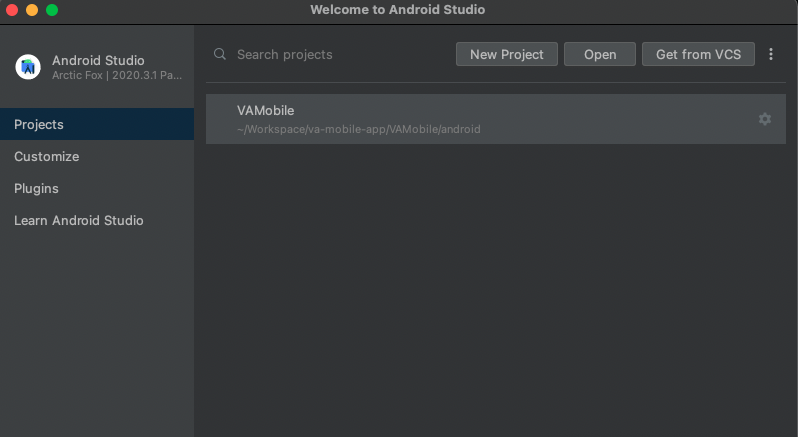 Welcome to Android Studio
Android Studio
Arctic Fox | 2020.3.1 Pa...
Projects
Customize
Plugins
Learn Android Studio
Search projects
New Project
Open
Get from VCS
VAMobile
~/Workspace/va-mobile-app/VAMobile/android